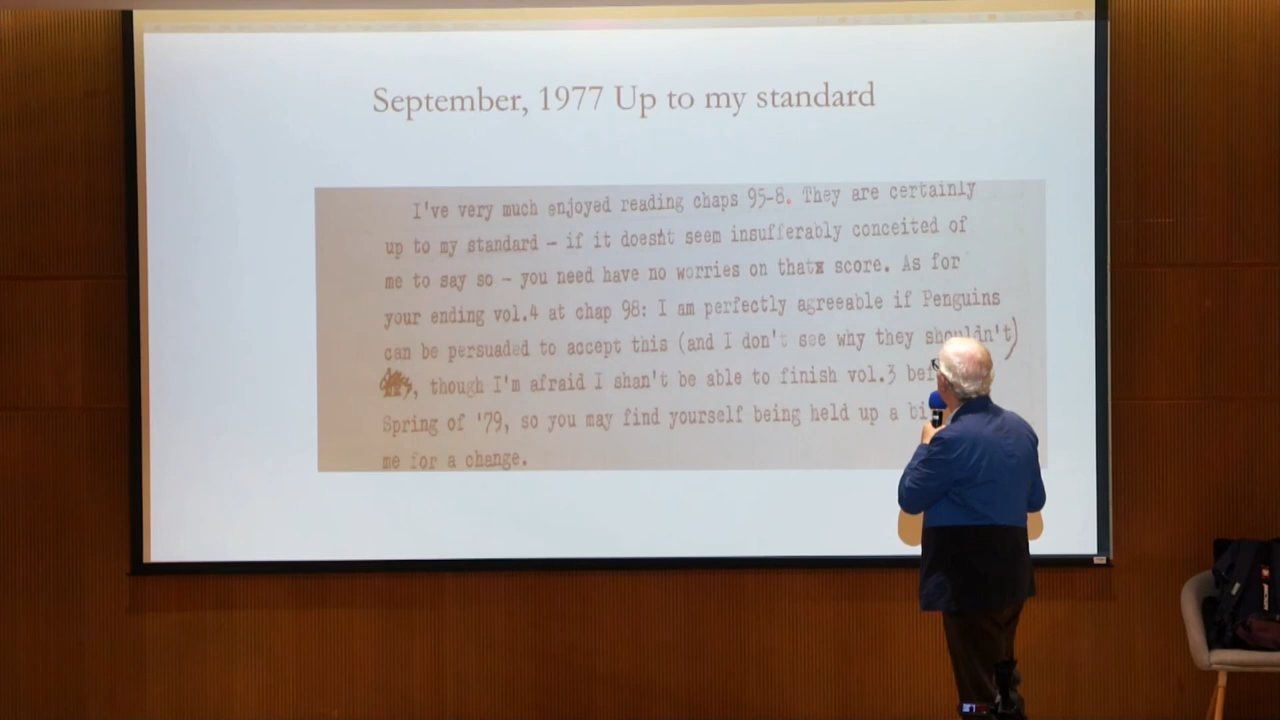 September, 1977 Up to my standard
I've very much enjoyed reading chaps 95-8. They are certainly
up to my standard - if it doesn't seem insufferably conceited of
me to say so - you need have no worries on thatx score. As for
your ending vol.4 at chap 98: I am perfectly agreeable if Penguins
can be persuaded to accept this (and I don't see why they shouldn't)
, though I'm afraid I shan't be able to finish vol.3
Spring of '79, so you may find yourself being held up a
me for a change.